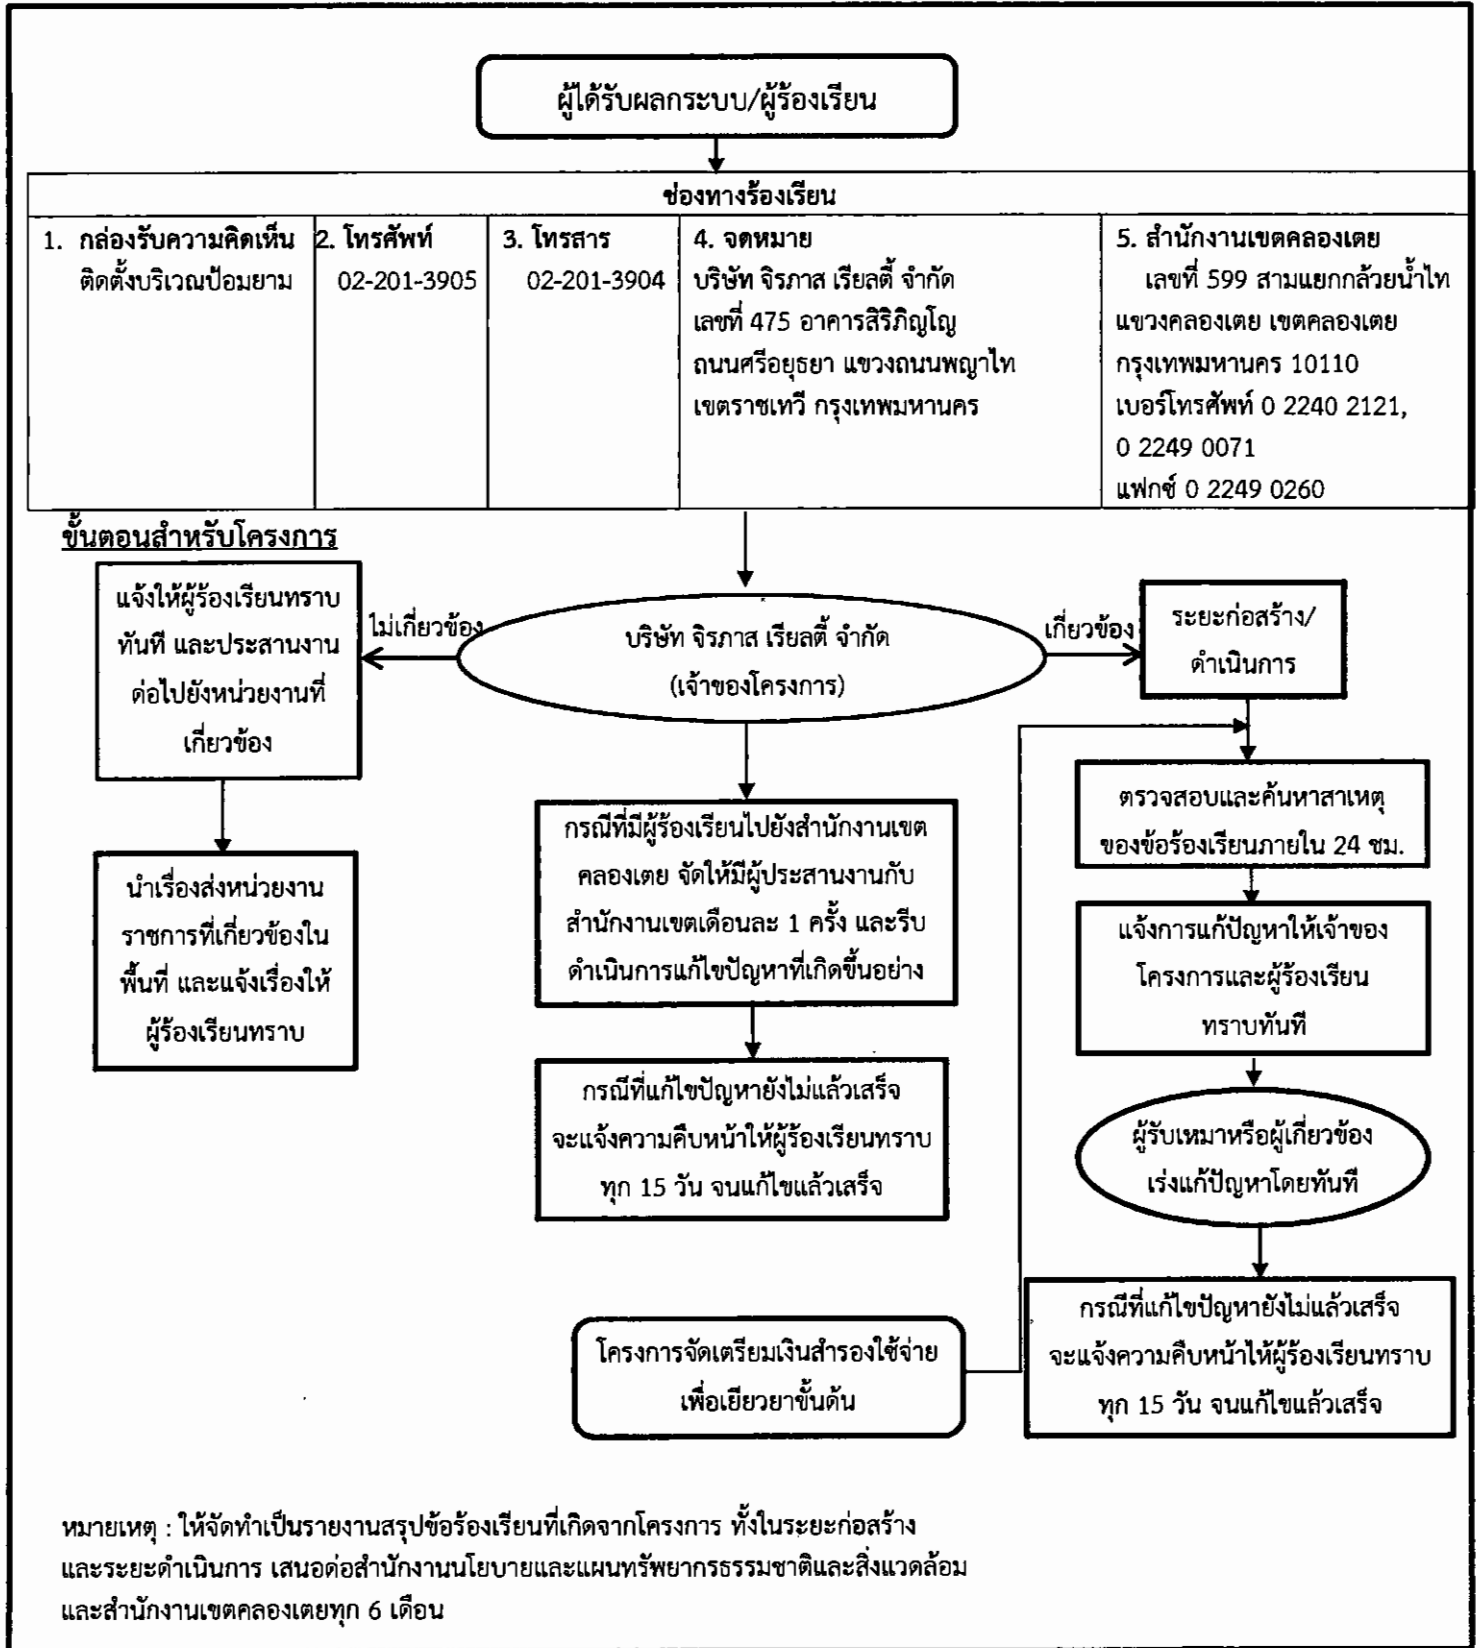 ผู้ได้รับผลกระบบ/ผู้ร้องเรียน
ช่องทางร้องเรียน
1. กล่องรับความคิดเห็น
ติดตั้งบริเวณป้อมยาม
2. โทรศัพท์
02-201-3905
3. โทรสาร
02-201-3904
4. จดหมาย
บริษัท จิรภาส เรียลตี้ จำกัด
เลขที่ 475 อาคารสิริภิญโญ
ถนนศรีอยุธยา แขวงถนนพญาไท
เขตราชเทวี กรุงเทพมหานคร
5. สำนักงานเขตคลองเตย
เลขที่ 599 สามแยกกล้วยน้ำไท
แขวงคลองเตย เขตคลองเตย
กรุงเทพมหานคร 10110
เบอร์โทรศัพท์ 0 2240 2121,
0 2249 0071
แฟกซ์ 0 2249 0260
ขั้นตอนสำหรับโครงการ
แจ้งให้ผู้ร้องเรียนทราบ
ทันที และประสานงาน
ต่อไปยังหน่วยงานที่
เกี่ยวข้อง
ไม่เกี่ยวข้อง
บริษัท จิรภาส เรียลตี้ จำกัด
(เจ้าของโครงการ)
เกี่ยวข้อง
ระยะก่อสร้าง/
ดำเนินการ
นำเรื่องส่งหน่วยงาน
ราชการที่เกี่ยวข้องใน
พื้นที่ และแจ้งเรื่องให้
ผู้ร้องเรียนทราบ
กรณีที่มีผู้ร้องเรียนไปยังสำนักงานเขต
คลองเตย จัดให้มีผู้ประสานงานกับ
สำนักงานเขตเดือนละ 1 ครั้ง และรีบ
ดำเนินการแก้ไขปัญหาที่เกิดขึ้นอย่าง
กรณีที่แก้ไขปัญหายังไม่แล้วเสร็จ
จะแจ้งความคืบหน้าให้ผู้ร้องเรียนทราบ
ทุก 15 วัน จนแก้ไขแล้วเสร็จ
ตรวจสอบและค้นหาสาเหตุ
ของข้อร้องเรียนภายใน 24 ชม.
แจ้งการแก้ปัญหาให้เจ้าของ
โครงการและผู้ร้องเรียน
ทราบทันที
ผู้รับเหมาหรือผู้เกี่ยวข้อง
เร่งแก้ปัญหาโดยทันที
กรณีที่แก้ไขปัญหายังไม่แล้วเสร็จ
จะแจ้งความคืบหน้าให้ผู้ร้องเรียนทราบ
ทุก 15 วัน จนแก้ไขแล้วเสร็จ
โครงการจัดเตรียมเงินสำรองใช้จ่าย
เพื่อเยียวยาขั้นต้น
หมายเหตุ : ให้จัดทำเป็นรายงานสรุปข้อร้องเรียนที่เกิดจากโครงการ ทั้งในระยะก่อสร้าง
และระยะดำเนินการ เสนอต่อสำนักงานนโยบายและแผนทรัพยากรธรรมชาติและสิ่งแวดล้อม
และสำนักงานเขตคลองเตยทุก 6 เดือน